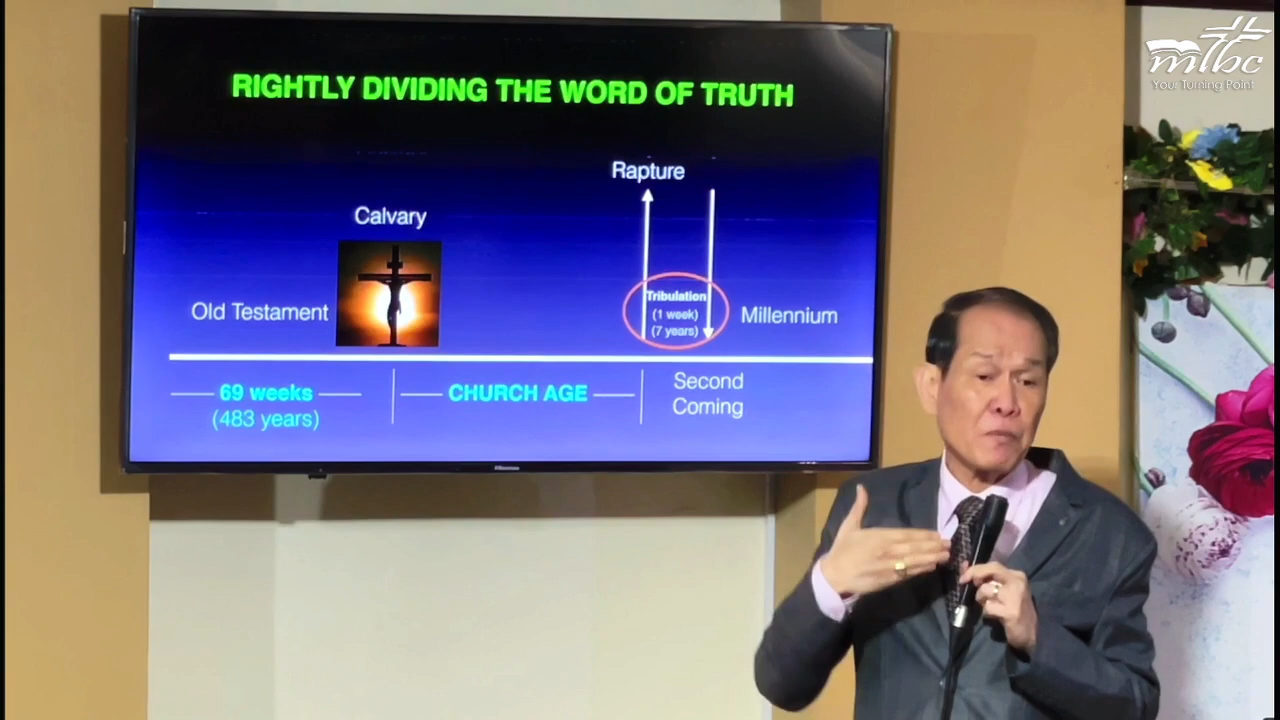 mtbc
Your Turning Point
RIGHTLY DIVIDING THE WORD OF TRUTH
Rapture
Calvary
Tribulation
(1 week)
(7 years)
Old Testament
Millennium
69 weeks
(483 years)
CHURCH AGE
Second
Coming
Hisense